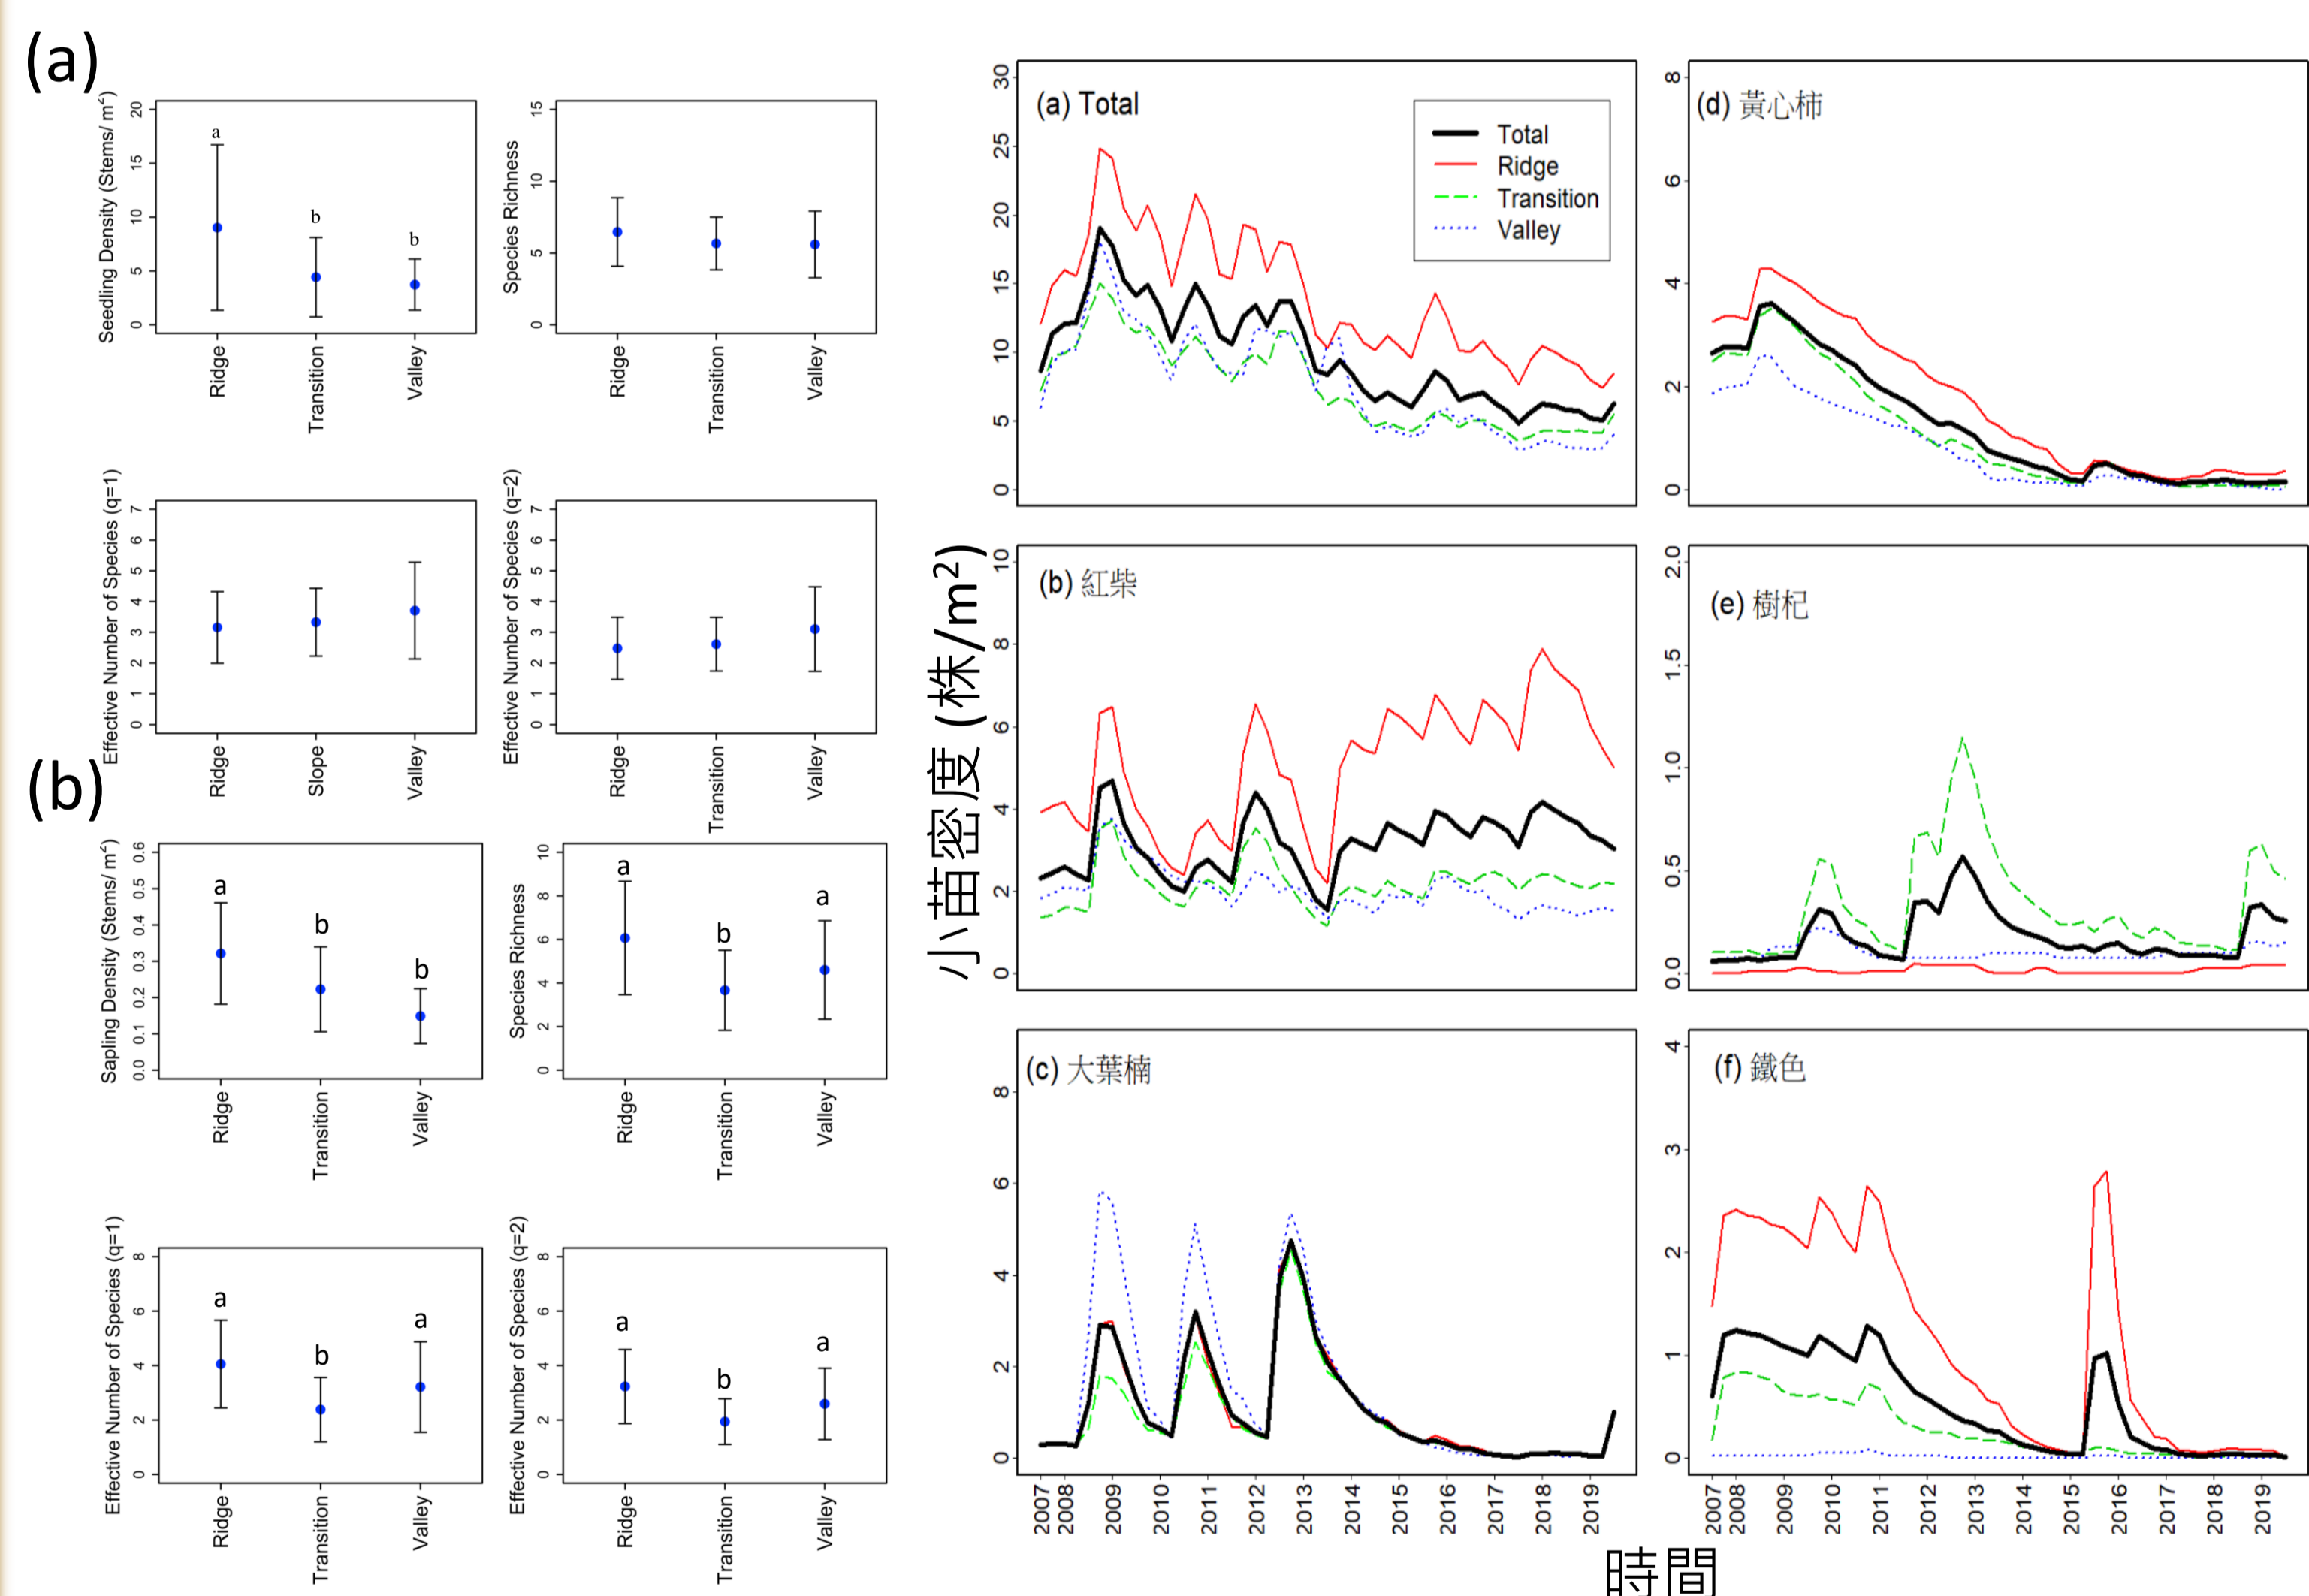 (a)
Seedling Density (Stems/ m²)
20
15
10
5
0
a
b
b
Ridge
Transition
Valley
Species Richness
15
10
5
0
Ridge
Transition
Valley
Effective Number of Species (q=1)
7
6
5
4
3
2
1
0
Ridge
Slope
Valley
Effective Number of Species (q=2)
7
6
5
4
3
2
1
0
Ridge
Transition
Valley
(b)
Sapling Density (Stems/ m²)
0.6
0.5
0.4
0.3
0.2
0.1
0.0
a
b
b
Ridge
Transition
Valley
Species Richness
10
8
6
4
2
0
a
b
a
Ridge
Transition
Valley
Effective Number of Species (q=1)
8
6
4
2
0
a
b
a
Ridge
Transition
Valley
Effective Number of Species (q=2)
8
6
4
2
0
a
b
a
Ridge
Transition
Valley
小苗密度 (株/m²)
(a) Total
30
25
20
15
10
5
0
Total
Ridge
Transition
Valley
(d) 黃心柿
8
6
4
2
0
(b) 紅柴
10
8
6
4
2
0
(e) 樹杞
2.0
1.5
1.0
0.5
0.0
(c) 大葉楠
8
6
4
2
0
2007
2008
2009
2010
2011
2012
2013
2014
2015
2016
2017
2018
2019
(f) 鐵色
4
3
2
1
0
2007
2008
2009
2010
2011
2012
2013
2014
2015
2016
2017
2018
2019
時間